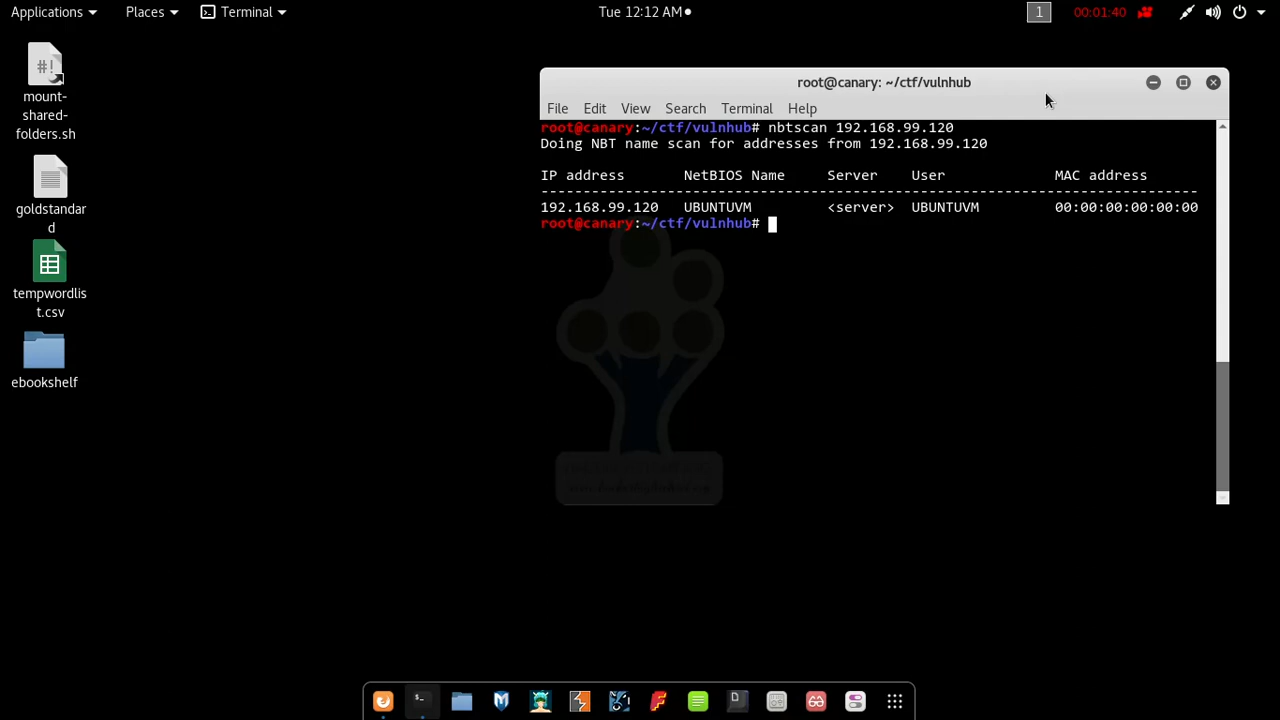 Applications Places Terminal Tue 12:12 AM 1 00:01:40
mount-
shared-
folders.sh
goldstandar
d
tempwordlis
t.csv
ebookshelf
root@canary: ~/ctf/vulnhub
File Edit View Search Terminal Help
root@canary:~/ctf/vulnhub# nbtscan 192.168.99.120
Doing NBT name scan for addresses from 192.168.99.120
IP address NetBIOS Name Server User MAC address
------------------------------------------------------------------------------
192.168.99.120 UBUNTUVM <server> UBUNTUVM 00:00:00:00:00:00
root@canary:~/ctf/vulnhub#